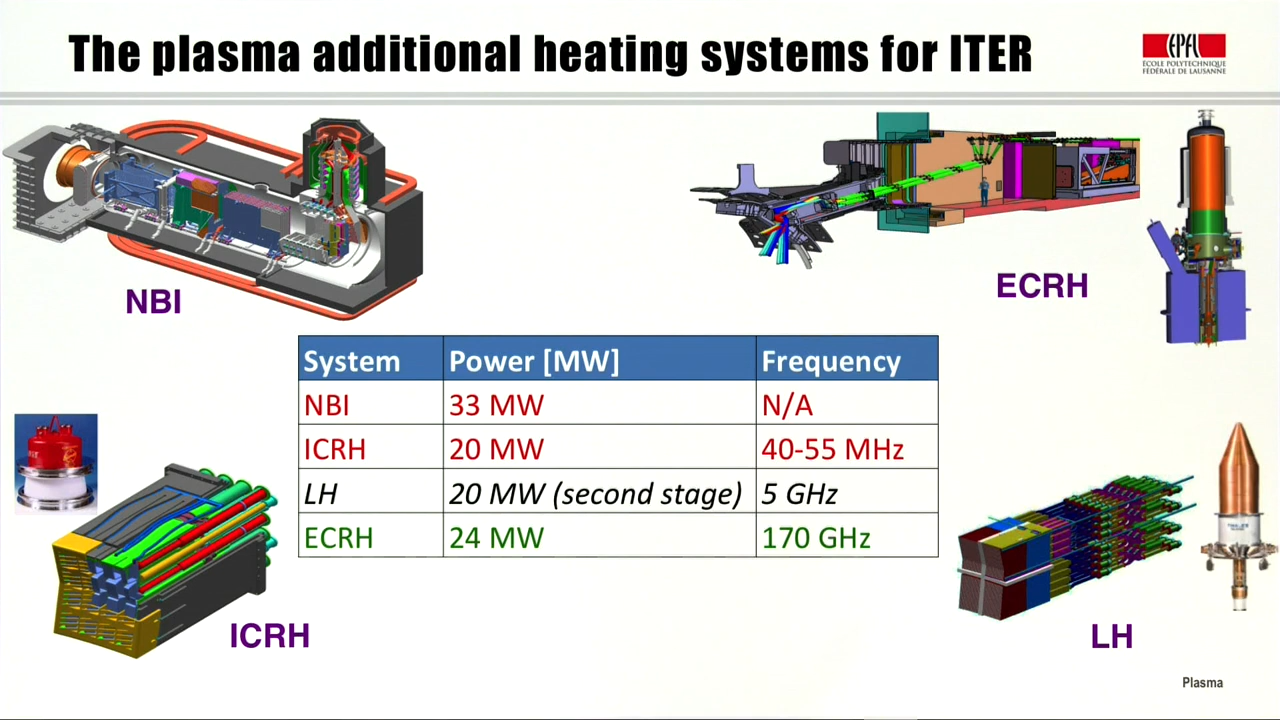 The plasma additional heating systems for ITER
EPFL
ÉCOLE POLYTECHNIQUE
FÉDÉRALE DE LAUSANNE
NBI
ECRH
System Power [MW] Frequency
NBI 33 MW N/A
ICRH 20 MW 40-55 MHz
LH 20 MW (second stage) 5 GHz
ECRH 24 MW 170 GHz
ICRH
LH
Plasma